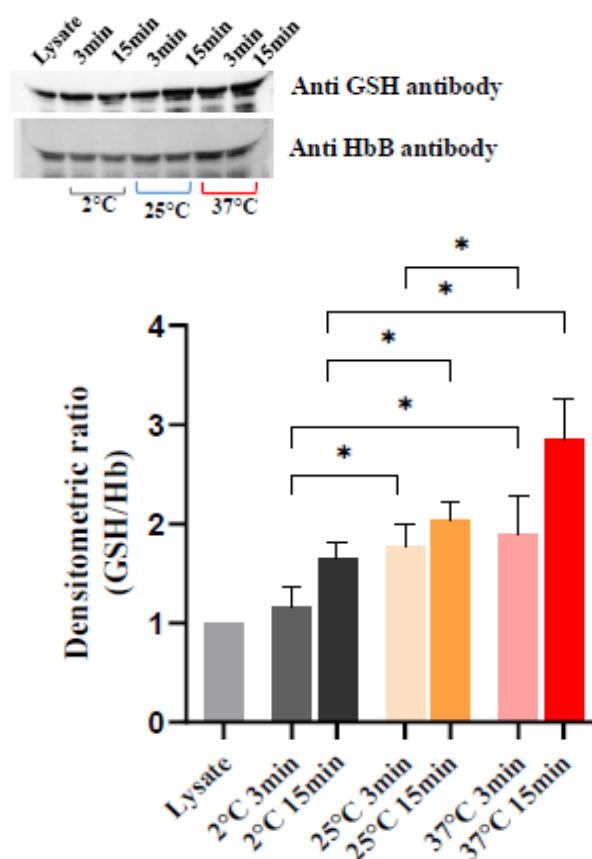 Lysate 3min 15min 3min 15min 3min 15min
Anti GSH antibody
Anti HbB antibody
2°C 25°C 37°C
*
*
*
*
*
Densitometric ratio
(GSH/Hb)
4
3
2
1
0
Lysate
2°C 3min
2°C 15min
25°C 3min
25°C 15min
37°C 3min
37°C 15min